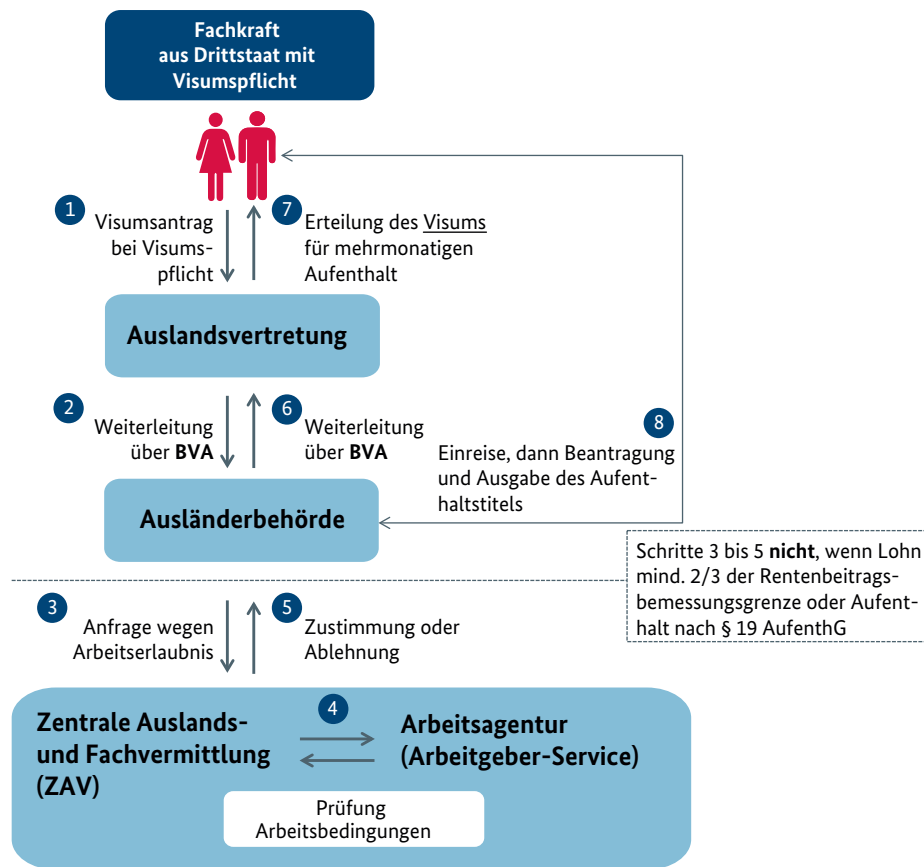 Fachkraft
aus Drittstaat mit
Visumspflicht
1
Visumsantrag
bei Visums-
pflicht
7
Erteilung des Visums
für mehrmonatigen
Aufenthalt
Auslandsvertretung
2
Weiterleitung
über BVA
6
Weiterleitung
über BVA
8
Einreise, dann Beantragung
und Ausgabe des Aufent-
haltstitels
Ausländerbehörde
Schritte 3 bis 5 nicht, wenn Lohn
mind. 2/3 der Rentenbeitrags-
bemessungsgrenze oder Aufent-
halt nach § 19 AufenthG
3
Anfrage wegen
Arbeitserlaubnis
5
Zustimmung oder
Ablehnung
Zentrale Auslands-
und Fachvermittlung
(ZAV)
4
Arbeitsagentur
(Arbeitgeber-Service)
Prüfung
Arbeitsbedingungen